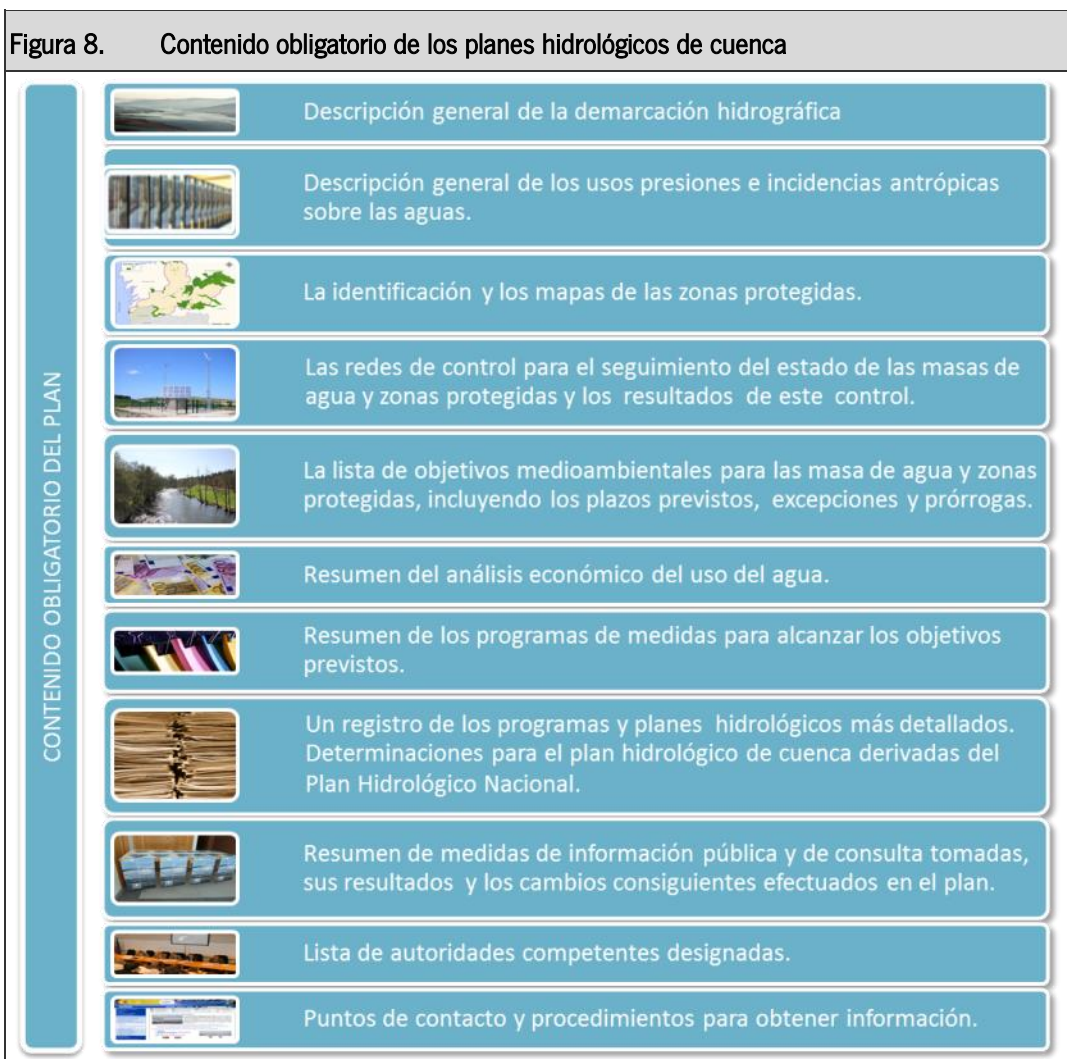 Figura 8. Contenido obligatorio de los planes hidrológicos de cuenca
CONTENIDO OBLIGATORIO DEL PLAN
Descripción general de la demarcación hidrográfica
Descripción general de los usos presiones e incidencias antrópicas
sobre las aguas.
La identificación y los mapas de las zonas protegidas.
Las redes de control para el seguimiento del estado de las masas de
agua y zonas protegidas y los resultados de este control.
La lista de objetivos medioambientales para las masa de agua y zonas
protegidas, incluyendo los plazos previstos, excepciones y prórrogas.
Resumen del análisis económico del uso del agua.
Resumen de los programas de medidas para alcanzar los objetivos
previstos.
Un registro de los programas y planes hidrológicos más detallados.
Determinaciones para el plan hidrológico de cuenca derivadas del
Plan Hidrológico Nacional.
Resumen de medidas de información pública y de consulta tomadas,
sus resultados y los cambios consiguientes efectuados en el plan.
Lista de autoridades competentes designadas.
Puntos de contacto y procedimientos para obtener información.